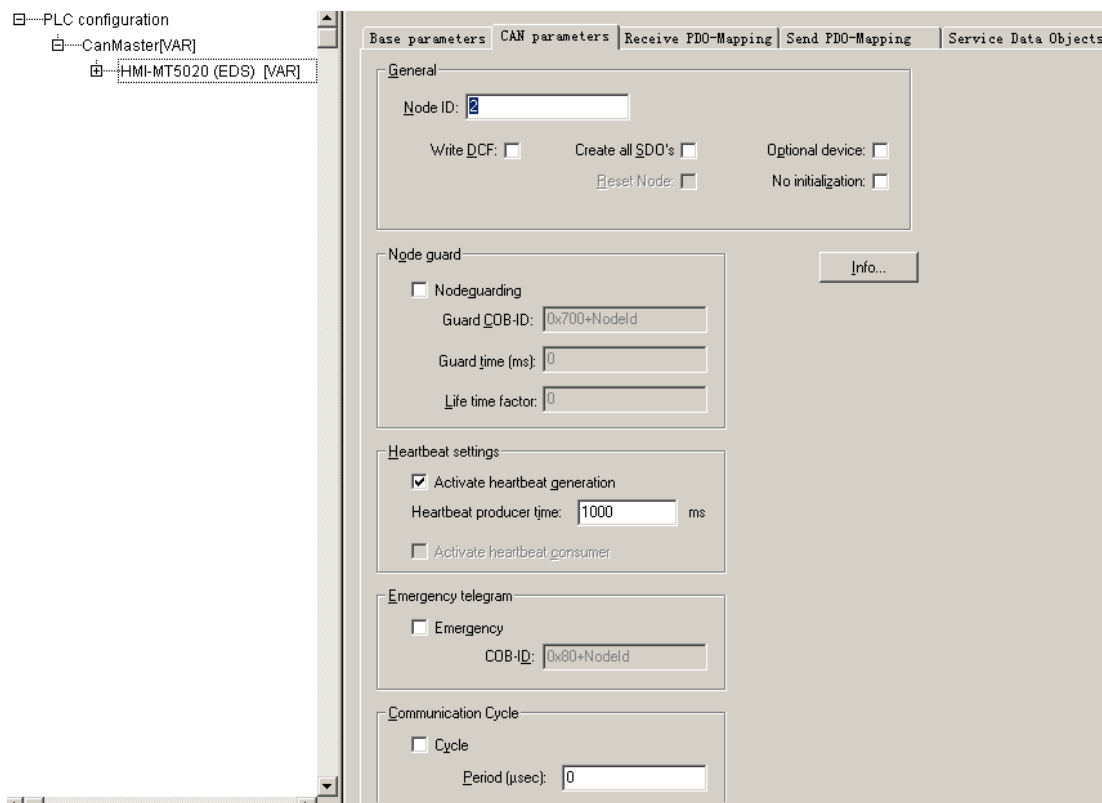 PLC configuration
CanMaster[VAR]
HMI-MT5020 (EDS) [VAR]
Base parameters CAN parameters Receive PDO-Mapping Send PDO-Mapping Service Data Objects
General
Node ID: 2
Write DCF: Create all SDO's Optional device:
Reset Node: No initialization:
Node guard
Info...
Nodeguarding
Guard COB-ID: 0x700+NodeId
Guard time (ms): 0
Life time factor: 0
Heartbeat settings
Activate heartbeat generation
Heartbeat producer time: 1000 ms
Activate heartbeat consumer
Emergency telegram
Emergency
COB-ID: 0x80+NodeId
Communication Cycle
Cycle
Period (µsec): 0